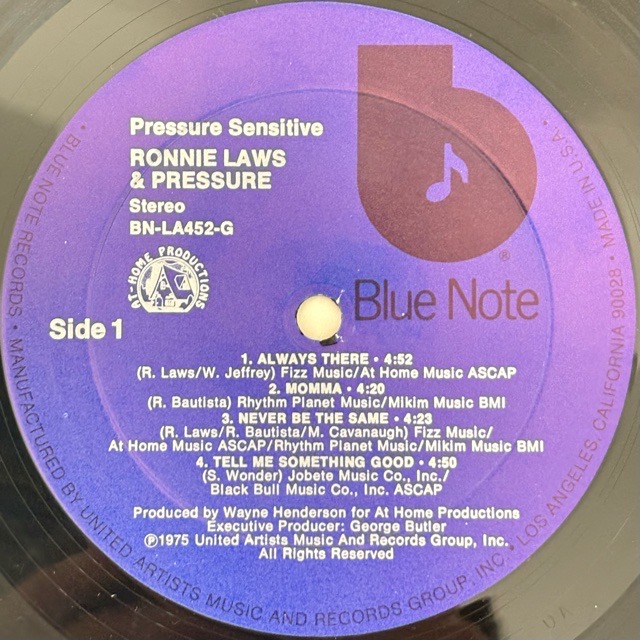 Pressure Sensitive
RONNIE LAWS
& PRESSURE
Stereo
BN-LA452-G
AT-HOME PRODUCTIONS
Side 1
®
Blue Note
1. ALWAYS THERE • 4:52
(R. Laws/W. Jeffrey) Fizz Music/At Home Music ASCAP
2. MOMMA • 4:20
(R. Bautista) Rhythm Planet Music/Mikim Music BMI
3. NEVER BE THE SAME • 4:23
(R. Laws/R. Bautista/M. Cavanaugh) Fizz Music/
At Home Music ASCAP/Rhythm Planet Music/Mikim Music BMI
4. TELL ME SOMETHING GOOD • 4:50
(S. Wonder) Jobete Music Co., Inc./
Black Bull Music Co., Inc. ASCAP
Produced by Wayne Henderson for At Home Productions
Executive Producer: George Butler
℗1975 United Artists Music And Records Group, Inc.
All Rights Reserved
• BLUE NOTE RECORDS • MANUFACTURED BY UNITED ARTISTS MUSIC AND RECORDS GROUP, INC. • LOS ANGELES, CALIFORNIA 90028 • MADE IN U.S.A. •